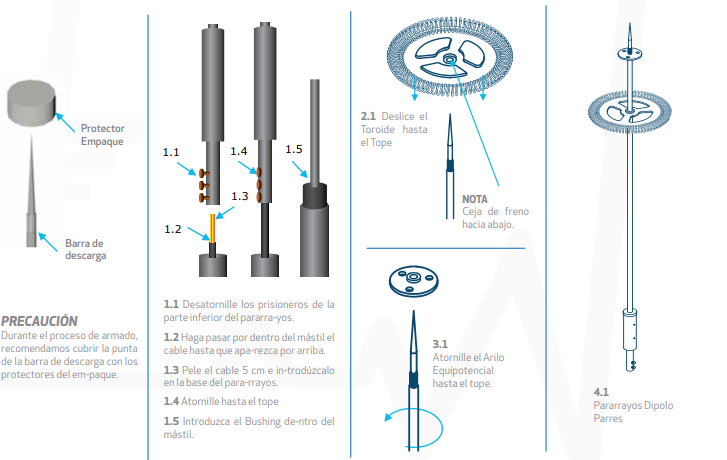 Protector
Empaque
Barra de
descarga
PRECAUCIÓN
Durante el proceso de armado,
recomendamos cubrir la punta
de la barra de descarga con los
protectores del em-paque.
1.1
1.4
1.5
1.3
1.2
1.1 Desatornille los prisioneros de la
parte inferior del pararra-yos.
1.2 Haga pasar por dentro del mástil el
cable hasta que apa-rezca por arriba.
1.3 Pele el cable 5 cm e in-trodúzcalo
en la base del para-rrayos.
1.4 Atornille hasta el tope
1.5 Introduzca el Bushing de-ntro del
mástil.
2.1 Deslice el
Toroide hasta
el Tope
NOTA
Ceja de freno
hacia abajo.
3.1
Atornille el Arilo
Equipotencial
hasta el tope.
4.1
Pararrayos Dipolo
Parres